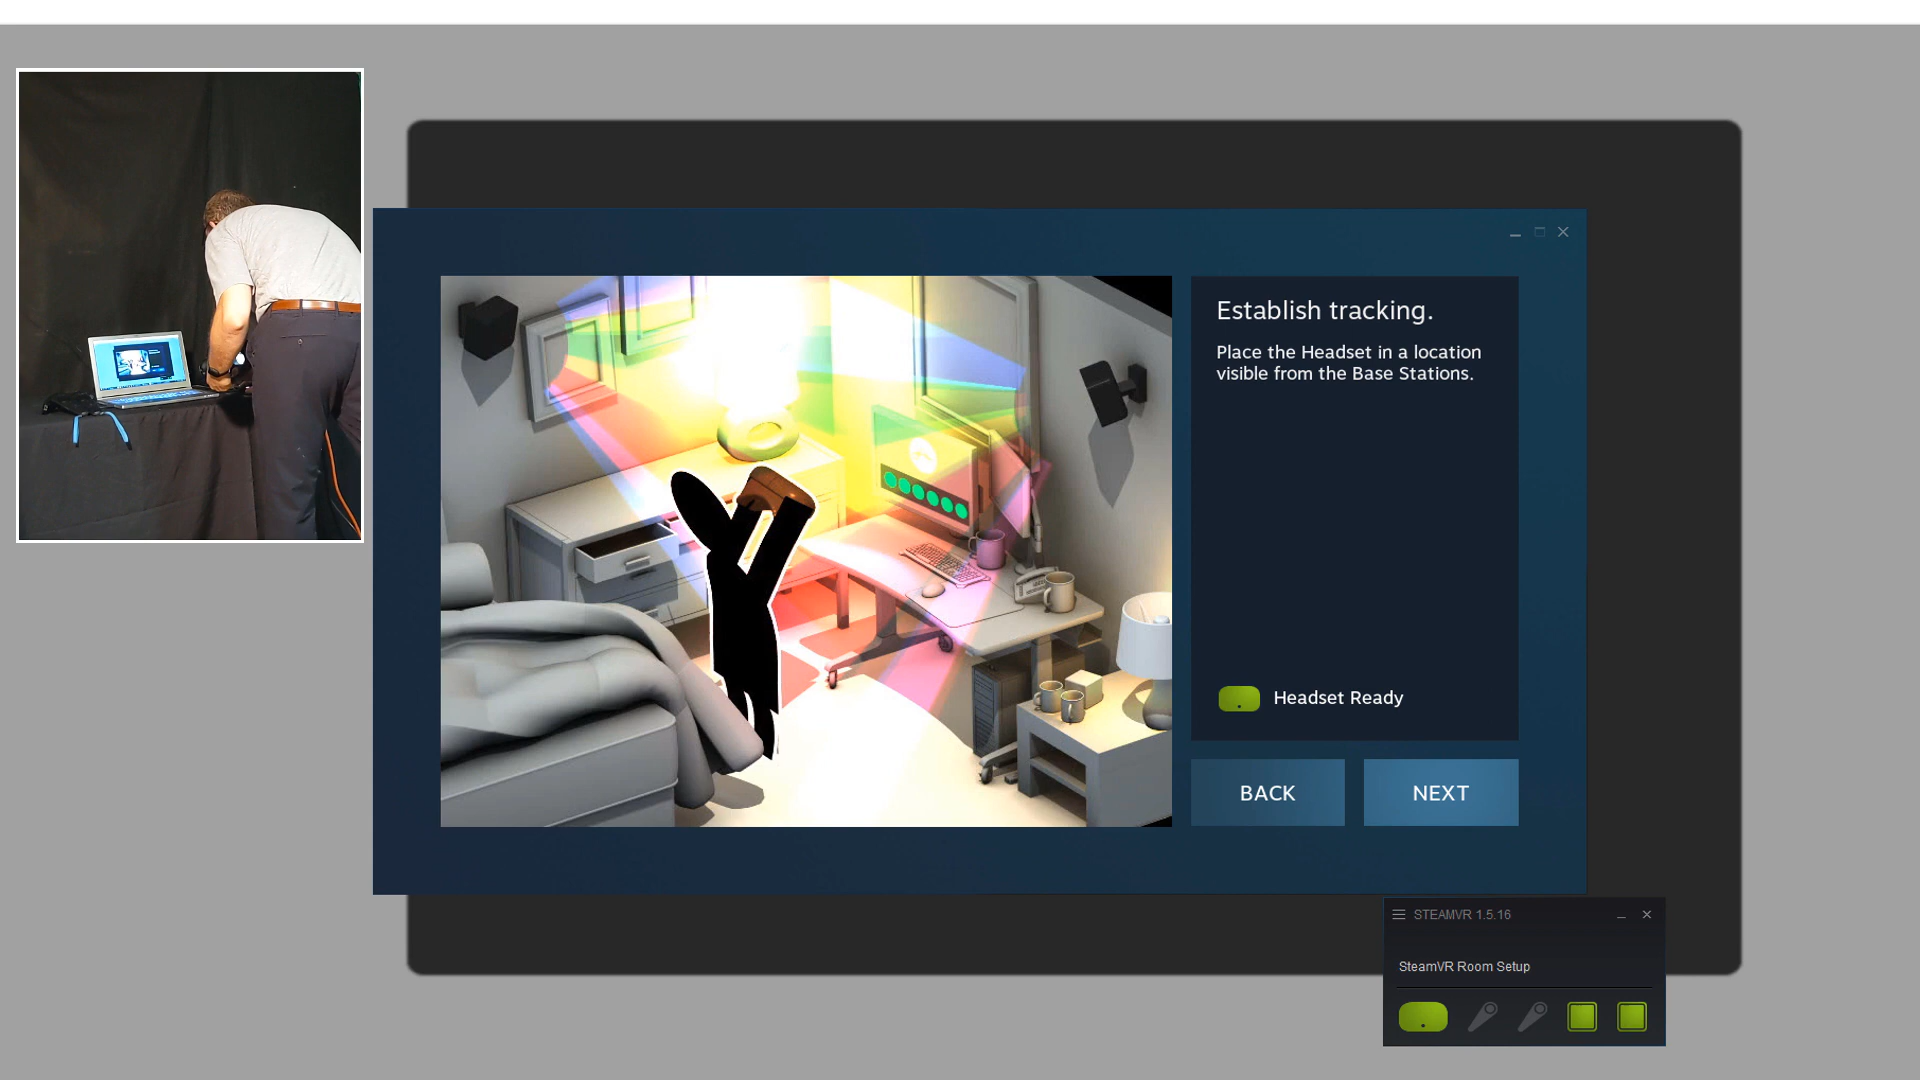 Establish tracking.
Place the Headset in a location
visible from the Base Stations.
Headset Ready
BACK
NEXT
STEAMVR 1.5.16
SteamVR Room Setup